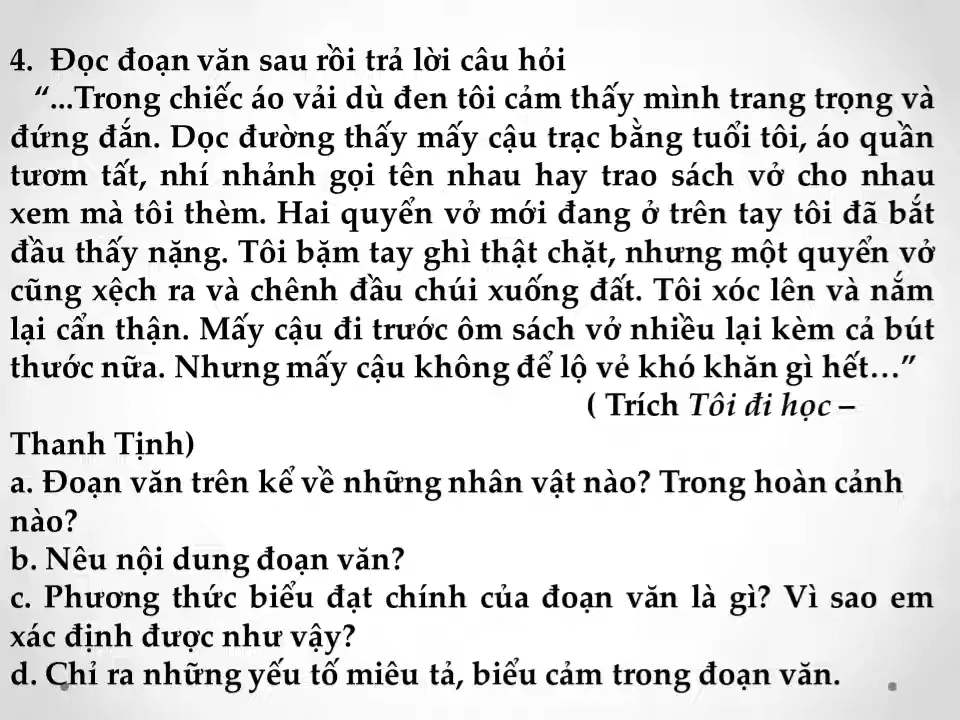 4. Đọc đoạn văn sau rồi trả lời câu hỏi
“...Trong chiếc áo vải dù đen tôi cảm thấy mình trang trọng và
đứng đắn. Dọc đường thấy mấy cậu trạc bằng tuổi tôi, áo quần
tươm tất, nhí nhảnh gọi tên nhau hay trao sách vở cho nhau
xem mà tôi thèm. Hai quyển vở mới đang ở trên tay tôi đã bắt
đầu thấy nặng. Tôi bặm tay ghì thật chặt, nhưng một quyển vở
cũng xệch ra và chênh đầu chúi xuống đất. Tôi xóc lên và nắm
lại cẩn thận. Mấy cậu đi trước ôm sách vở nhiều lại kèm cả bút
thước nữa. Nhưng mấy cậu không để lộ vẻ khó khăn gì hết…”
( Trích Tôi đi học –
Thanh Tịnh)
a. Đoạn văn trên kể về những nhân vật nào? Trong hoàn cảnh
nào?
b. Nêu nội dung đoạn văn?
c. Phương thức biểu đạt chính của đoạn văn là gì? Vì sao em
xác định được như vậy?
d. Chỉ ra những yếu tố miêu tả, biểu cảm trong đoạn văn.